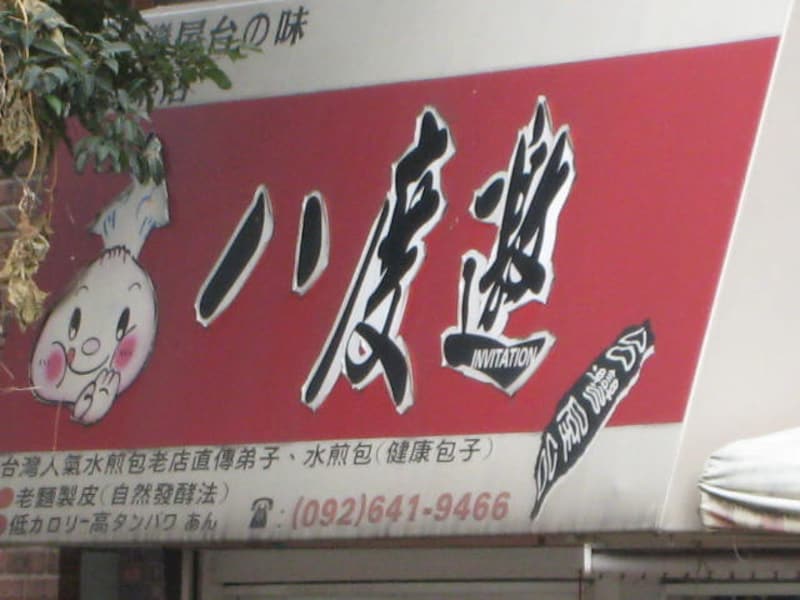 屋台の味
店
八度遊
INVITATION
台灣人氣水煎包老店直傳弟子、水煎包(健康包子)
老麵製皮(自然發酵法)
低カロリー高タンパク あん
☎:(092)641-9466